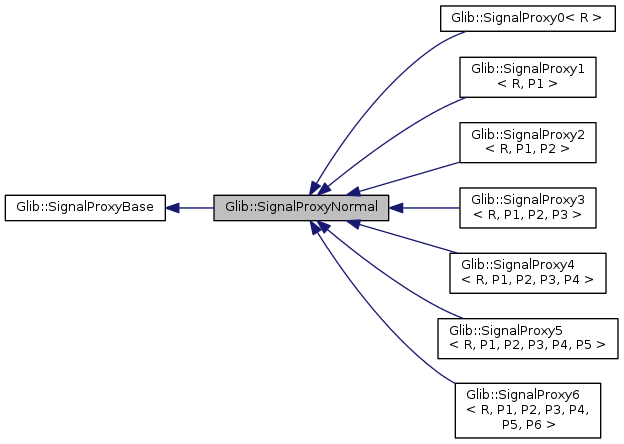 Glib::SignalProxyBase
Glib::SignalProxyNormal
Glib::SignalProxy0< R >
Glib::SignalProxy1
< R, P1 >
Glib::SignalProxy2
< R, P1, P2 >
Glib::SignalProxy3
< R, P1, P2, P3 >
Glib::SignalProxy4
< R, P1, P2, P3, P4 >
Glib::SignalProxy5
< R, P1, P2, P3, P4, P5 >
Glib::SignalProxy6
< R, P1, P2, P3, P4,
P5, P6 >